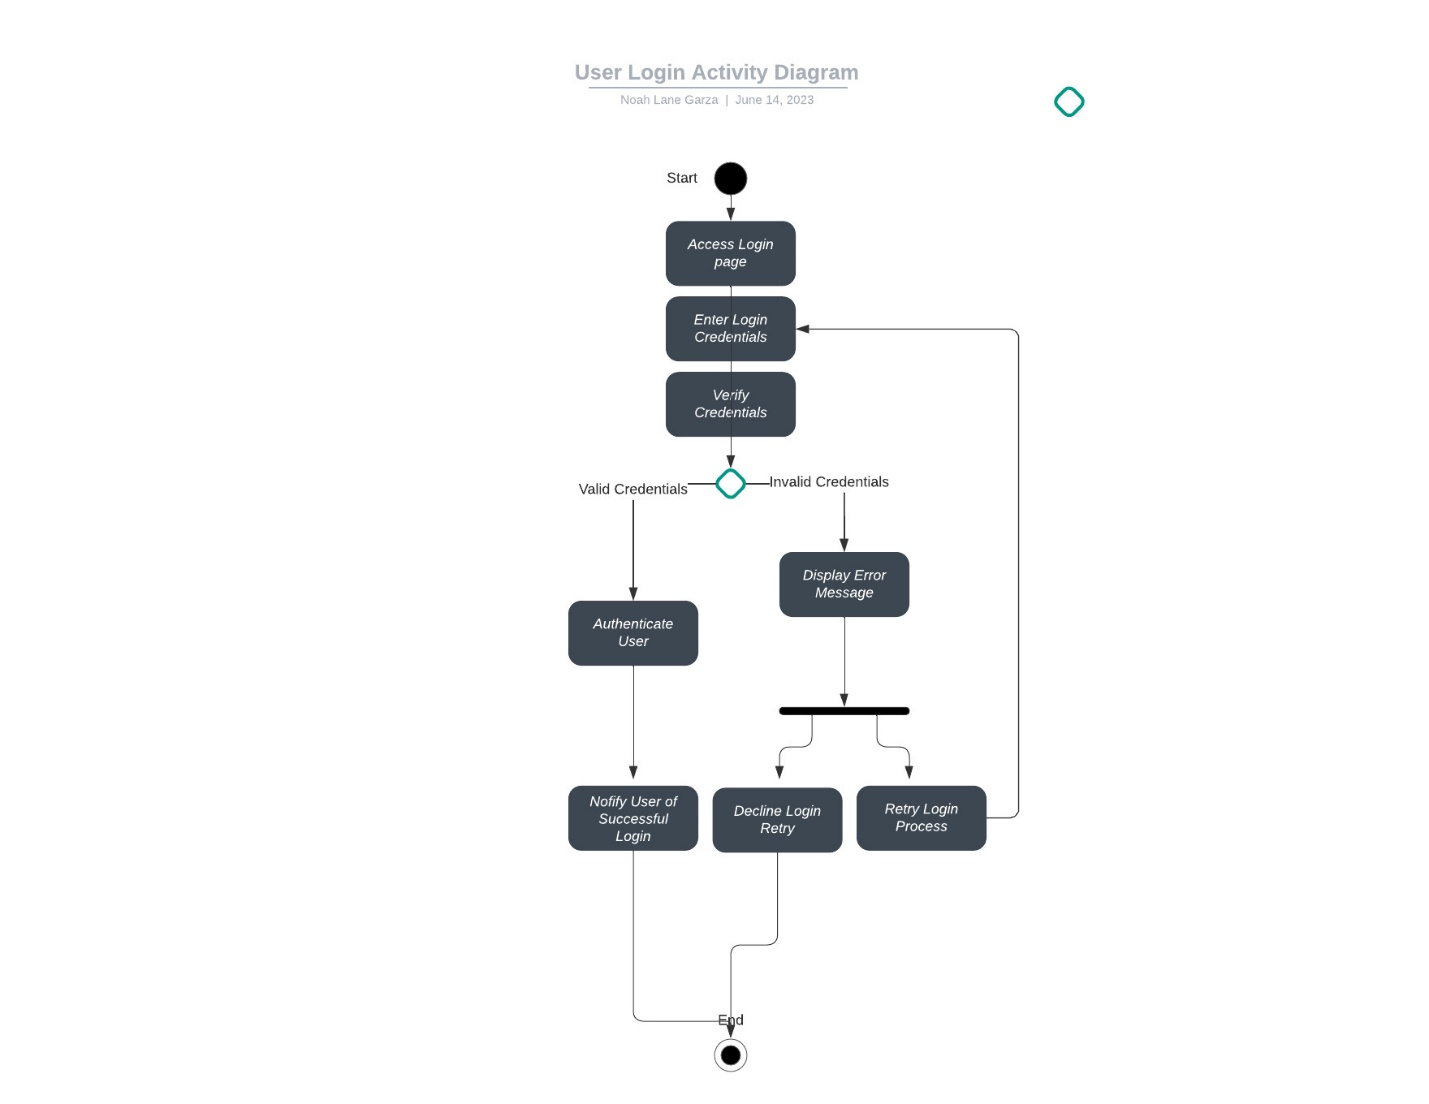 User Login Activity Diagram
Noah Lane Garza | June 14, 2023
Start
Access Login
page
Enter Login
Credentials
Verify
Credentials
Valid Credentials
Invalid Credentials
Display Error
Message
Authenticate
User
Nofify User of
Successful
Login
Decline Login
Retry
Retry Login
Process
End